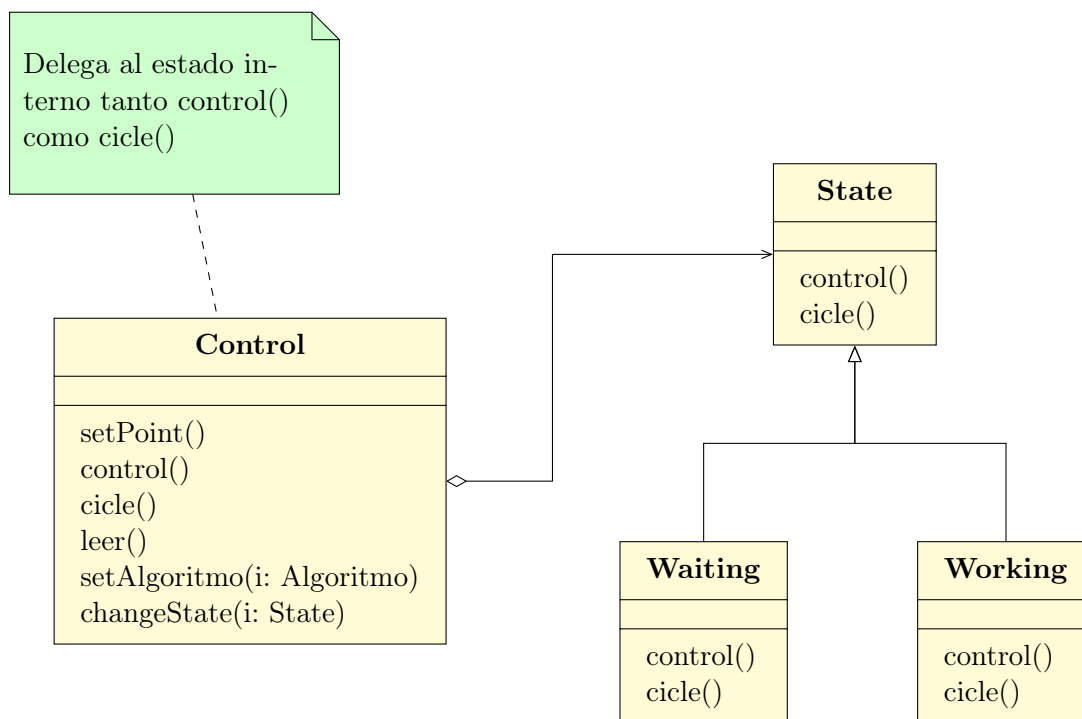 Delega al estado in-
terno tanto control()
como cicle()
State
control()
cicle()
Control
setPoint()
control()
cicle()
leer()
setAlgoritmo(i: Algoritmo)
changeState(i: State)
Waiting
control()
cicle()
Working
control()
cicle()